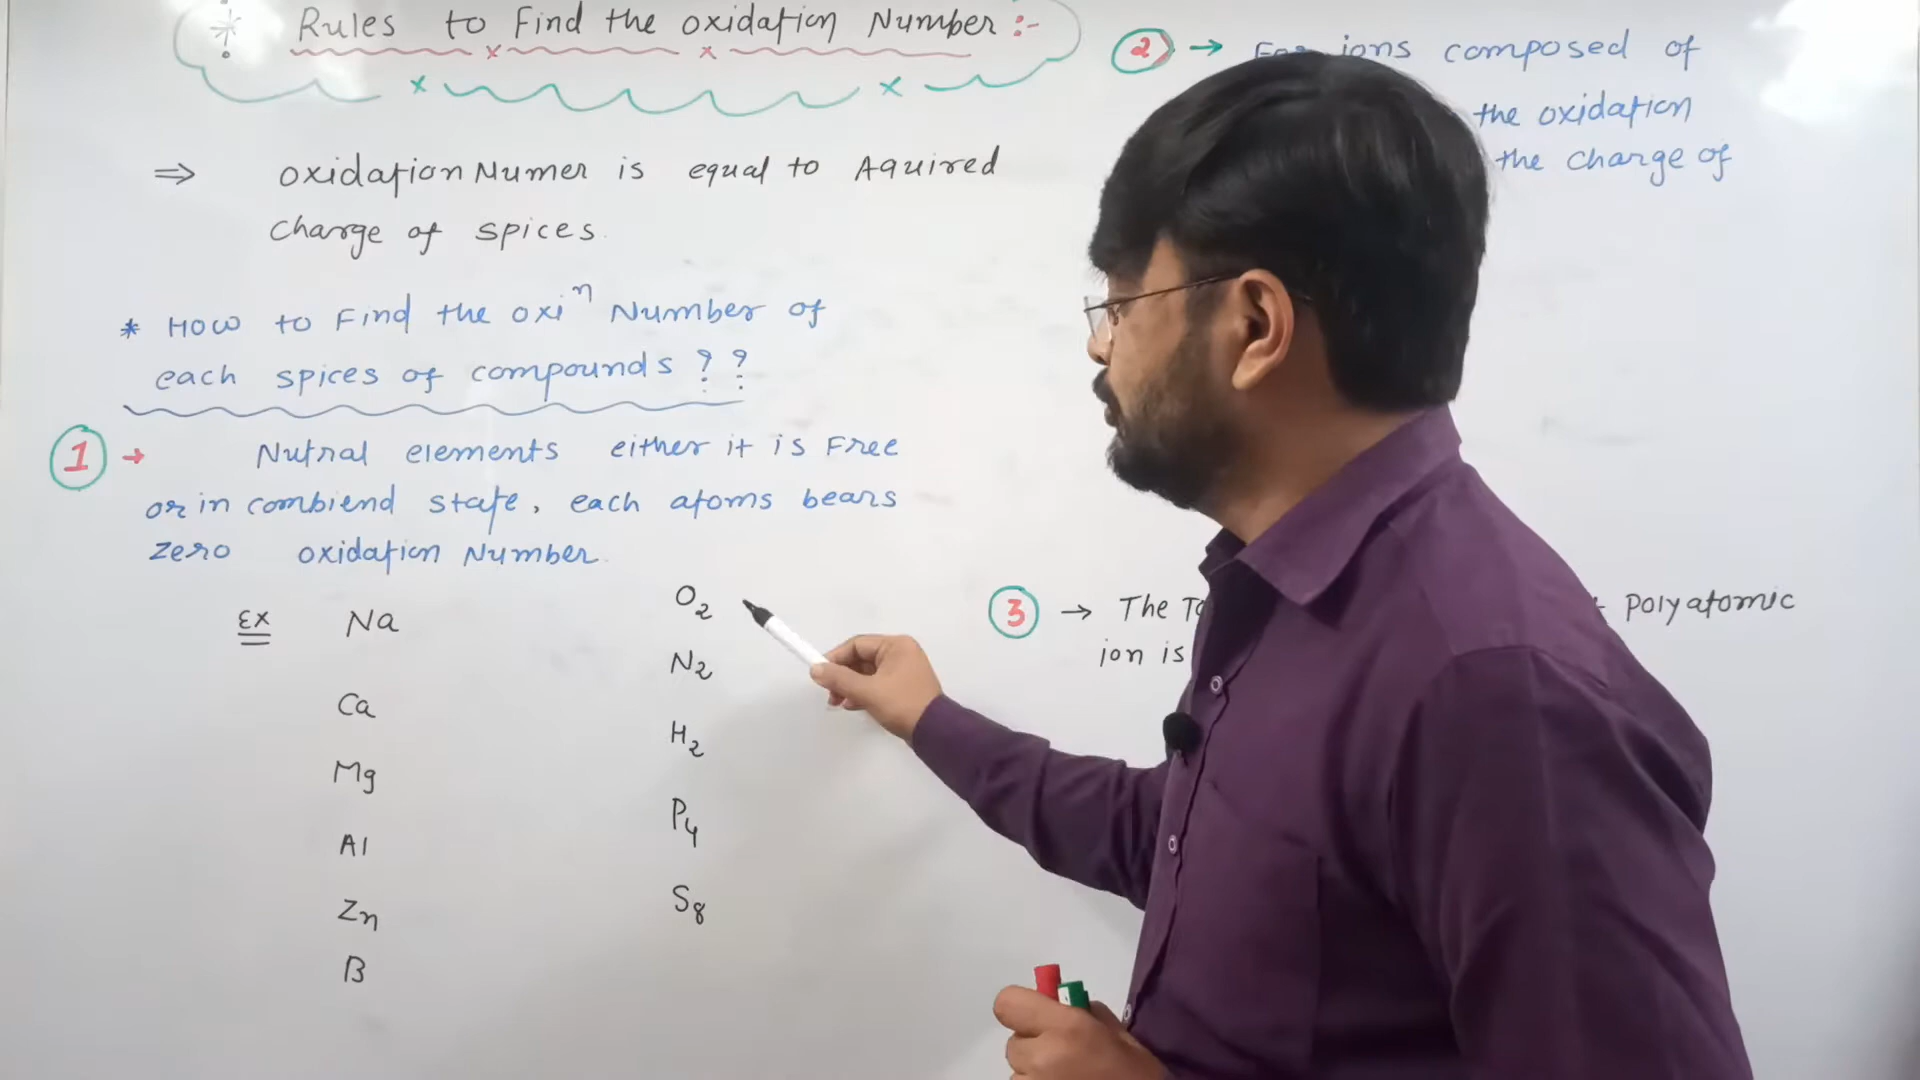 Rules to Find the oxidation Number :-
⇒ oxidation Numer is equal to Aquired
Charge of spices.
* How to Find the oxiⁿ Number of
each spices of compounds ??
1 → Nutral elements either it is Free
or in combiend state, each atoms bears
Zero oxidation Number.
Ex Na
Ca
Mg
Al
Zn
B
O2
N2
H2
P4
S8
2 → ions composed of
the oxidation
the charge of
3 → The Polyatomic
ion is